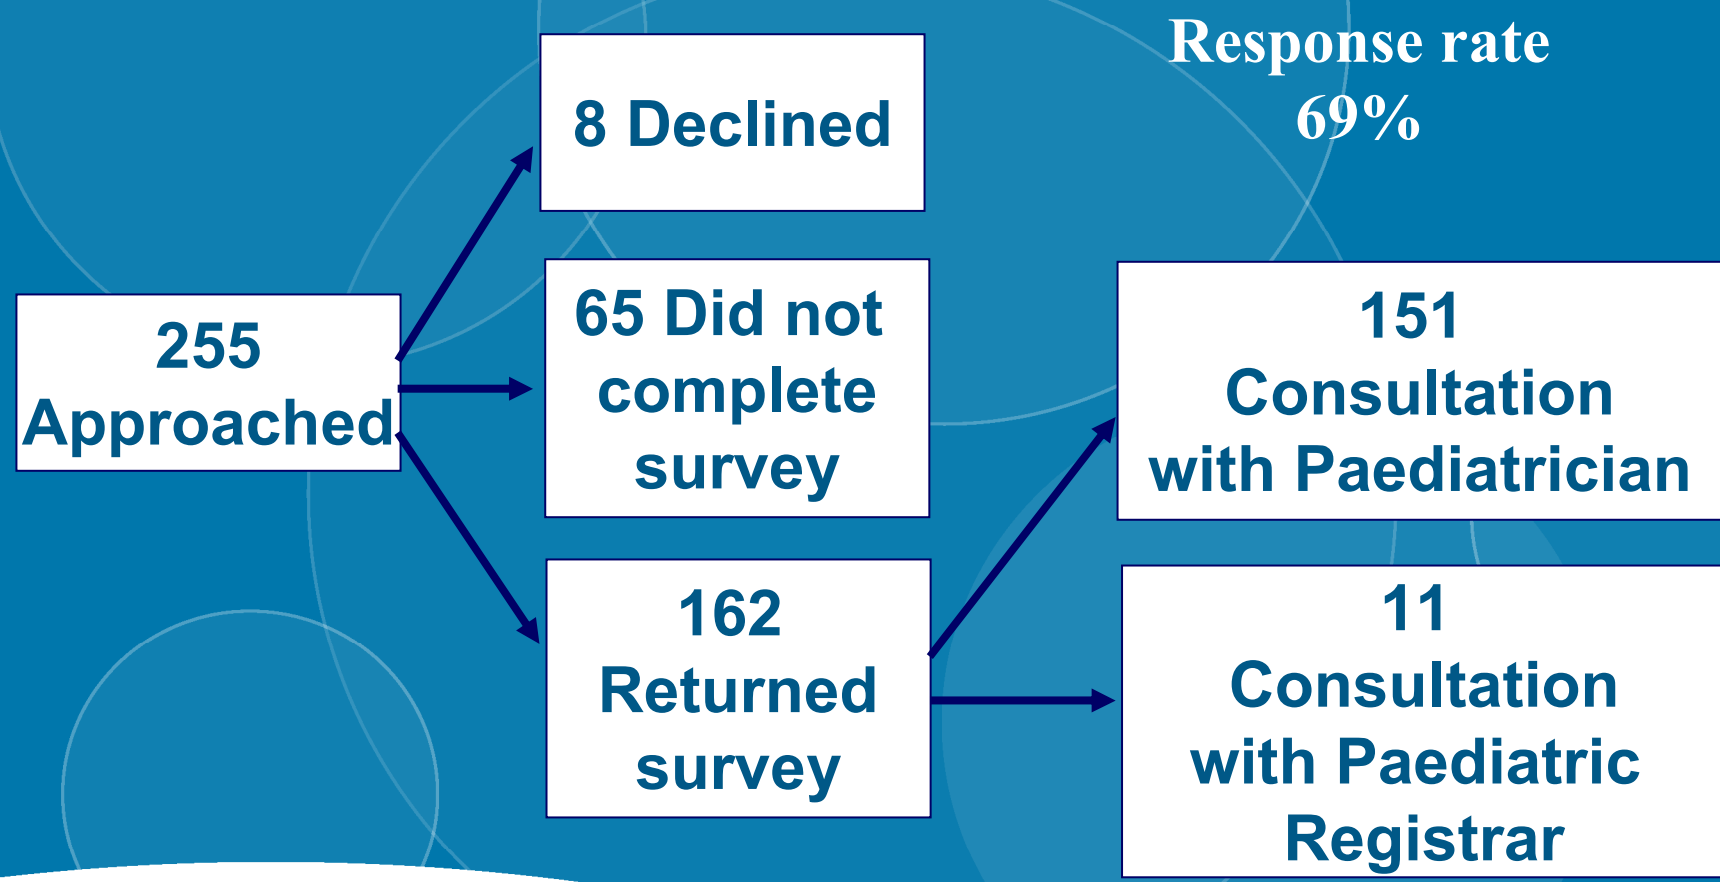 Response rate
69%
8 Declined
255
Approached
65 Did not
complete
survey
162
Returned
survey
151
Consultation
with Paediatrician
11
Consultation
with Paediatric
Registrar